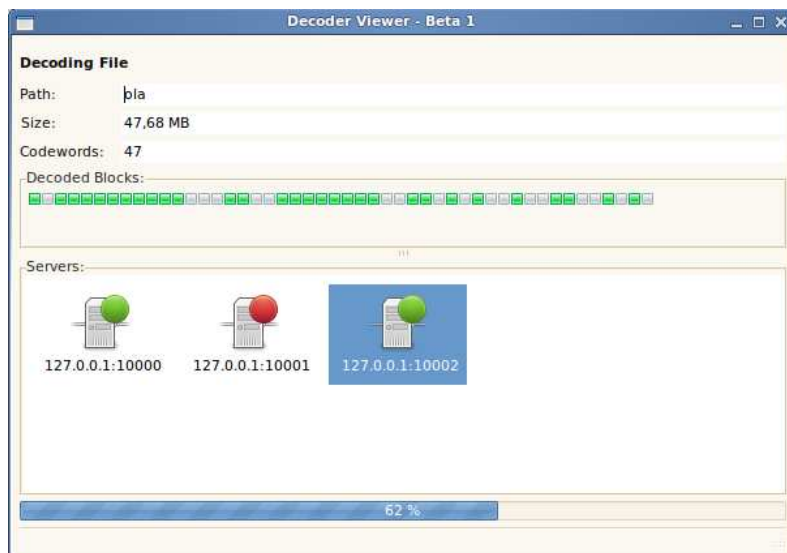 Decoder Viewer - Beta 1
Decoding File
Path: pla
Size: 47,68 MB
Codewords: 47
Decoded Blocks:
Servers:
127.0.0.1:10000 127.0.0.1:10001 127.0.0.1:10002
62 %